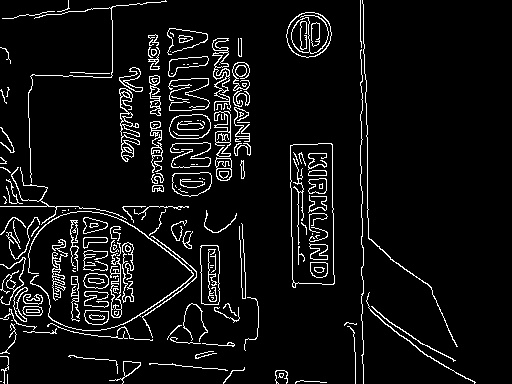 KIRKLAND
— ORGANIC —
UNSWEETENED
ALMOND
NON DAIRY BEVERAGE
Vanilla
KIRKLAND
ORGANIC
UNSWEETENED
ALMOND
NON DAIRY BEVERAGE
Vanilla
30